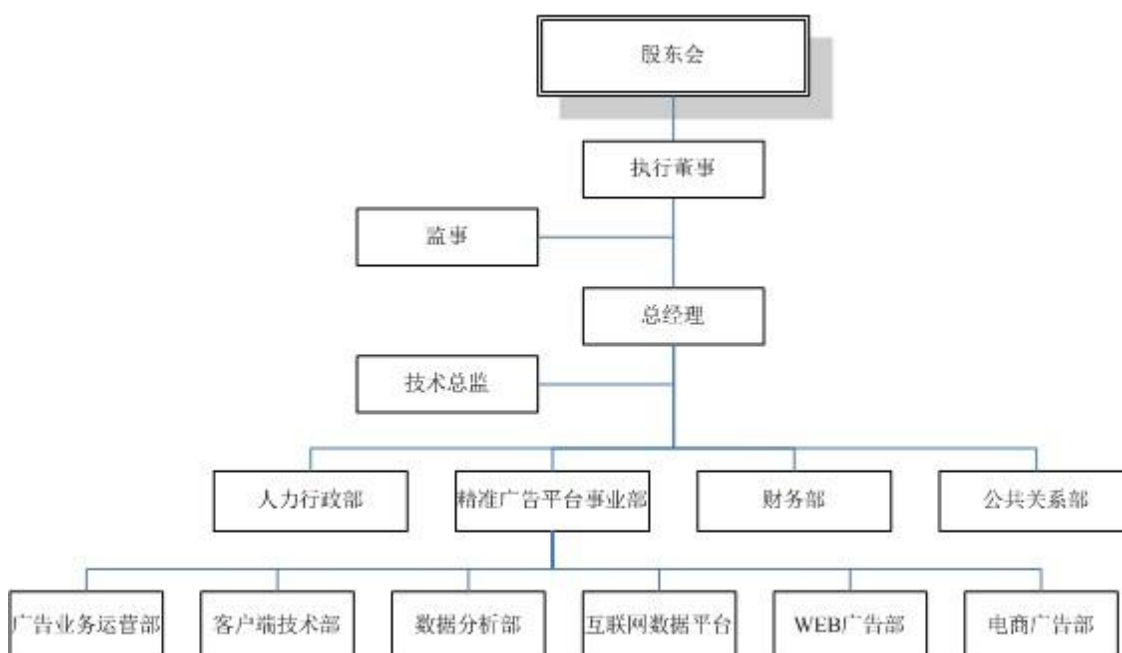 股东会
执行董事
监事
总经理
技术总监
人力行政部
精准广告平台事业部
财务部
公共关系部
广告业务运营部
客户端技术部
数据分析部
互联网数据平台
WEB广告部
电商广告部